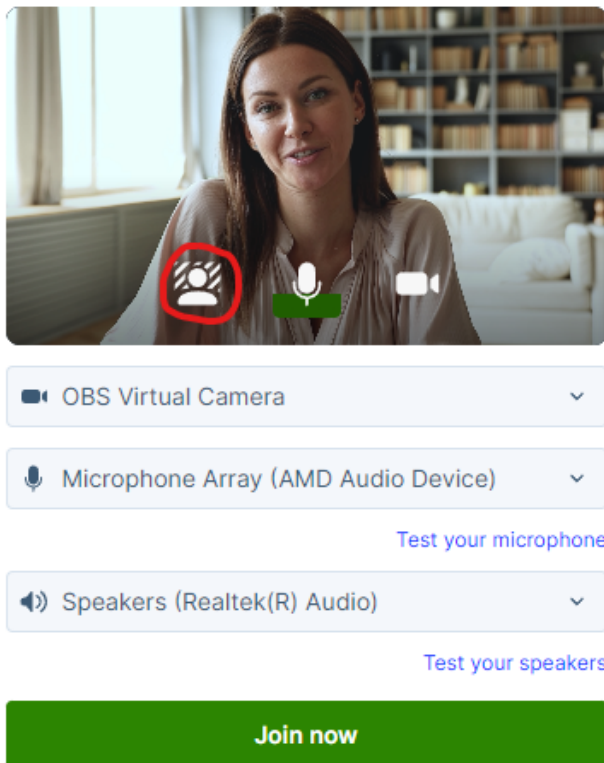 OBS Virtual Camera
Microphone Array (AMD Audio Device)
Test your microphone
Speakers (Realtek(R) Audio)
Test your speakers
Join now